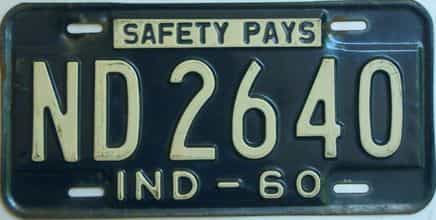 SAFETY PAYS
ND 2640
IND - 60